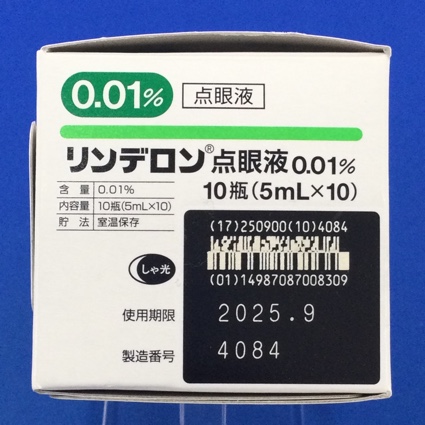 0.01% 点眼液
リンデロン®点眼液0.01%
10瓶(5mL×10)
含量 0.01%
内容量 10瓶(5mL×10)
貯法 室温保存
しゃ光
(17)250900(10)4084
(01)14987087008309
使用期限 2025.9
製造番号 4084